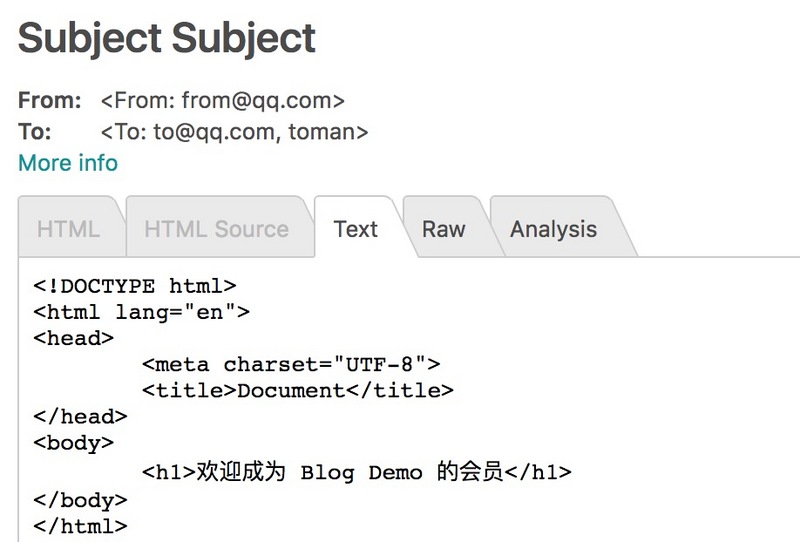 Subject Subject
From: <From: from@qq.com>
To: <To: to@qq.com, toman>
More info
HTML HTML Source Text Raw Analysis
<!DOCTYPE html>
<html lang="en">
<head>
<meta charset="UTF-8">
<title>Document</title>
</head>
<body>
<h1>欢迎成为 Blog Demo 的会员</h1>
</body>
</html>